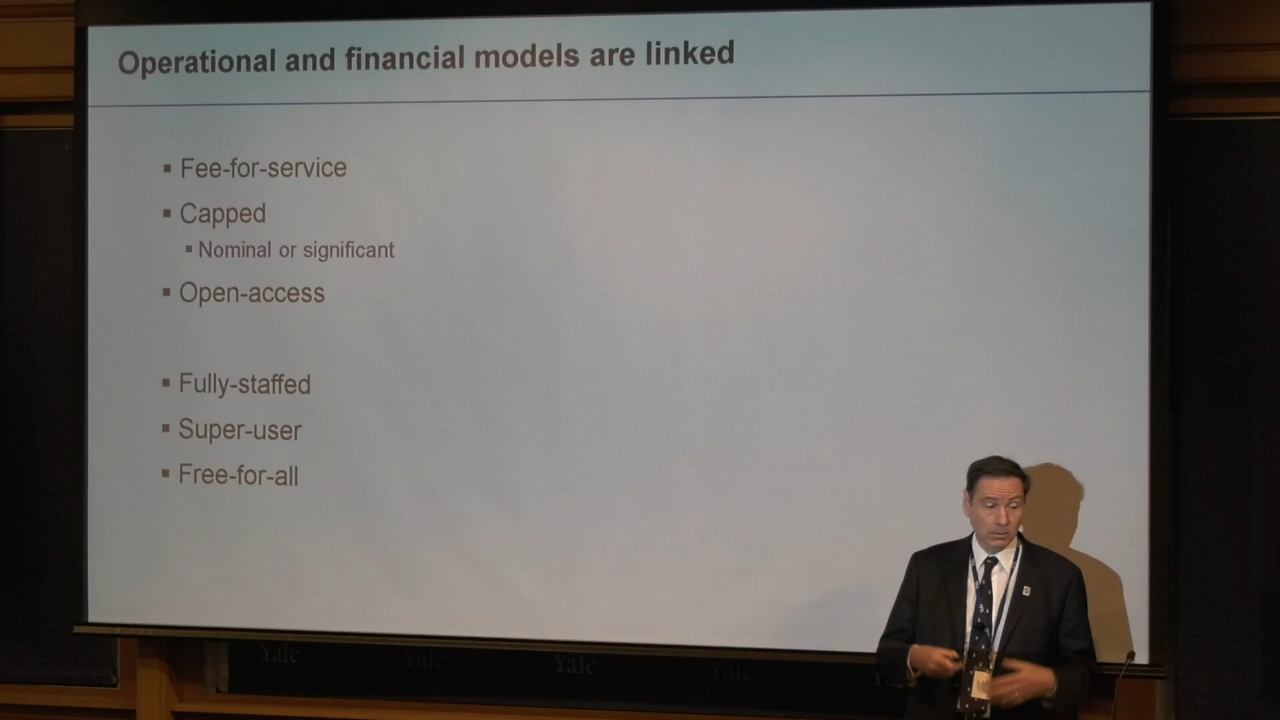 Operational and financial models are linked
▪ Fee-for-service
▪ Capped
▪ Nominal or significant
▪ Open-access
▪ Fully-staffed
▪ Super-user
▪ Free-for-all
Yale Yale Yale Yale